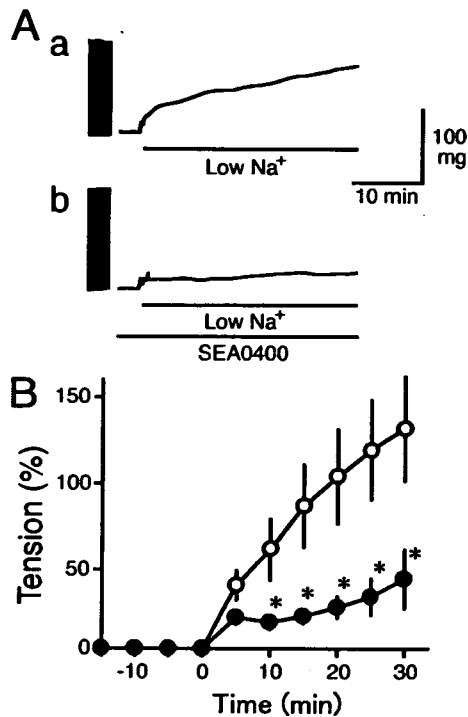 A
a
Low Na+
100
mg
10 min
b
Low Na+
SEA0400
B
150
100
50
0
Tension (%)
* * * * *
-10 0 10 20 30
Time (min)